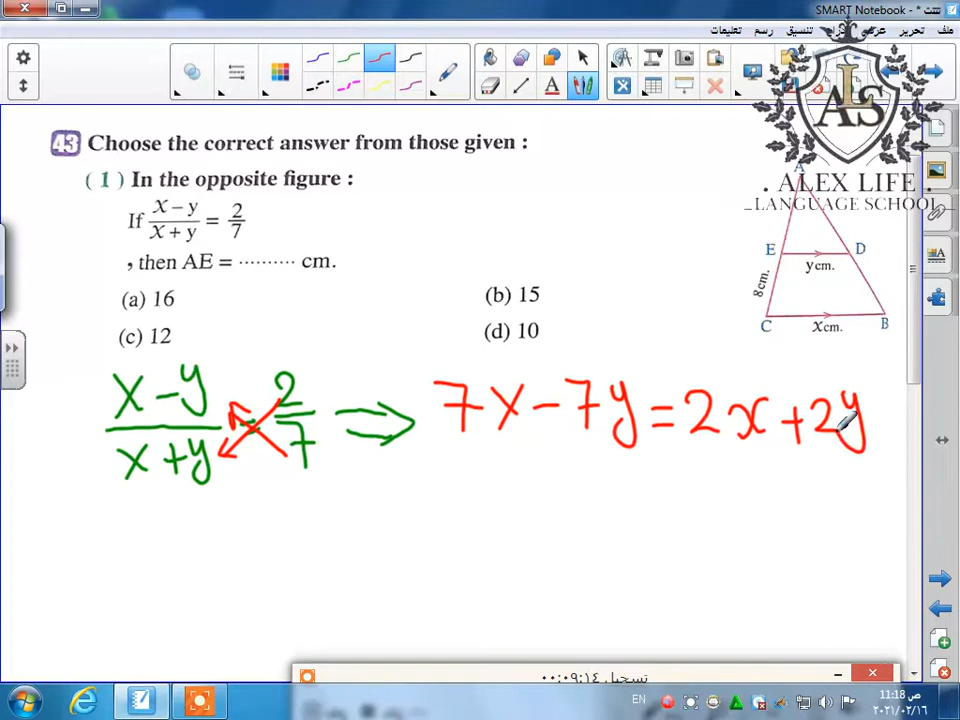 تتت * - SMART Notebook
ملف تحرير عرض تنسيق رسم تعليمات
ALS
. ALEX LIFE .
LANGUAGE SCHOOL
43 Choose the correct answer from those given :
( 1 ) In the opposite figure :
If x – y / x + y = 2 / 7
, then AE = ·········· cm.
(a) 16
(b) 15
(c) 12
(d) 10
A
E
D
y cm.
8 cm.
C
x cm.
B
x – y / x + y = 2 / 7 ⇒ 7x – 7y = 2x + 2y
تسجيل ٠٠:٠٩:١٤
EN
11:18 ص
٢٠٢١/٠٢/١٦